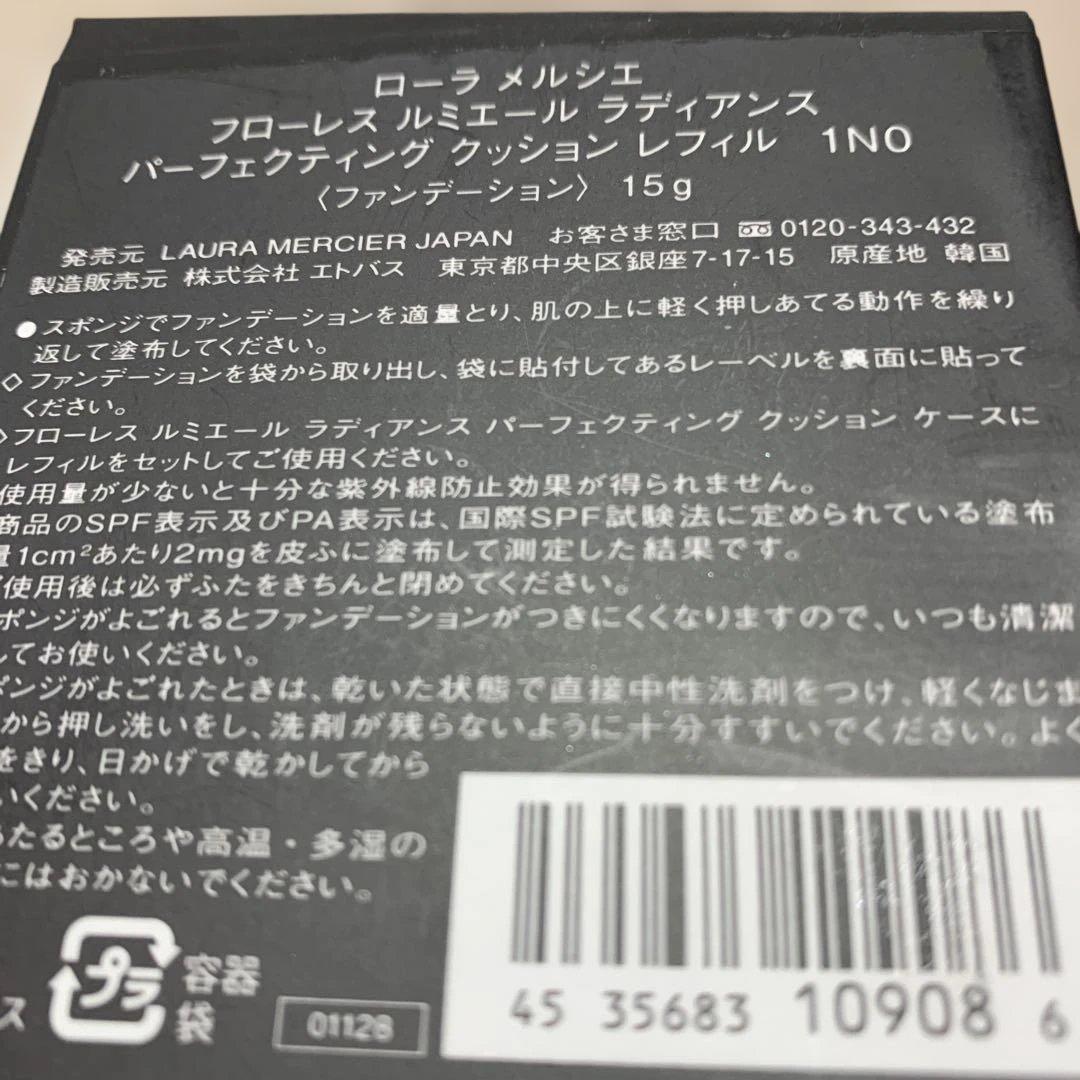 ローラ メルシエ
フローレス ルミエール ラディアンス
パーフェクティング クッション レフィル 1N0
〈ファンデーション〉 15g
発売元 LAURA MERCIER JAPAN お客さま窓口 0120-343-432
製造販売元 株式会社 エトバス 東京都中央区銀座7-17-15 原産地 韓国
●スポンジでファンデーションを適量とり、肌の上に軽く押しあてる動作を繰り
返して塗布してください。
◇ファンデーションを袋から取り出し、袋に貼付してあるレーベルを裏面に貼って
ください。
◇フローレス ルミエール ラディアンス パーフェクティング クッション ケースに
レフィルをセットしてご使用ください。
使用量が少ないと十分な紫外線防止効果が得られません。
商品のSPF表示及びPA表示は、国際SPF試験法に定められている塗布
量1cm²あたり2mgを皮ふに塗布して測定した結果です。
使用後は必ずふたをきちんと閉めてください。
ポンジがよごれるとファンデーションがつきにくくなりますので、いつも清潔
してお使いください。
ポンジがよごれたときは、乾いた状態で直接中性洗剤をつけ、軽くなじま
から押し洗いをし、洗剤が残らないように十分すすいでください。よく
をきり、日かげで乾かしてから
いください。
あたるところや高温・多湿の
にはおかないでください。
プラ 容器
袋
ス
01128
45 35683 10908 6